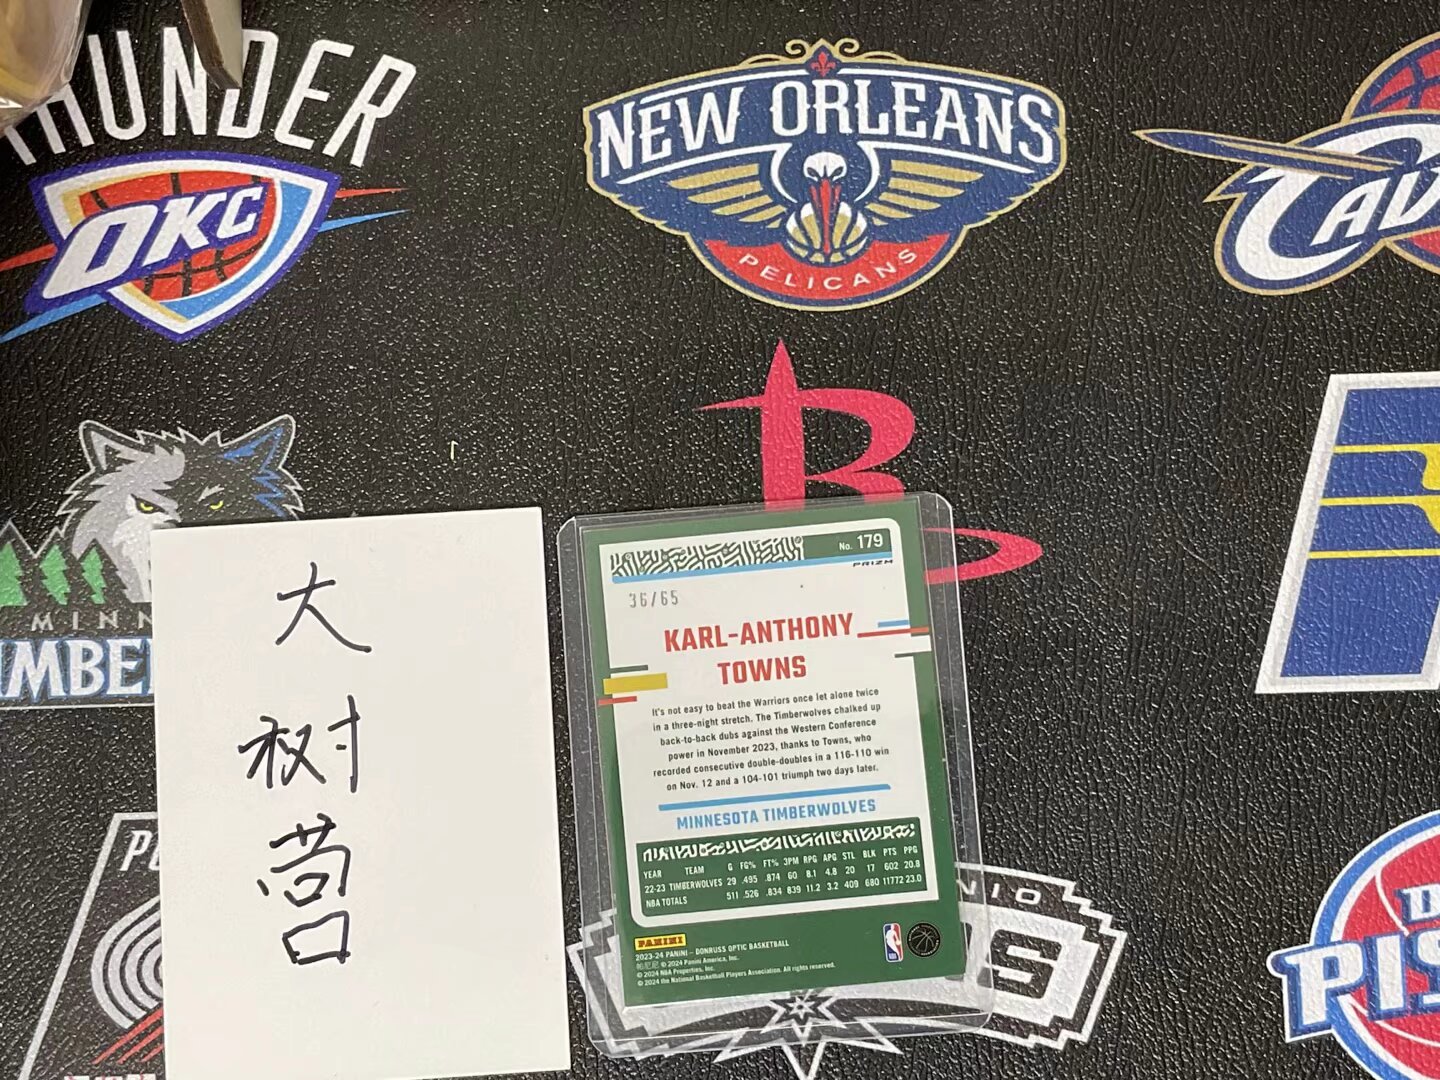 THUNDER
OKC
NEW ORLEANS
PELICANS
CAV
MINN
IMBE
大
树
营
No. 179
PRIZM
36/65
KARL-ANTHONY
TOWNS
It's not easy to beat the Warriors once let alone twice
in a three-night stretch. The Timberwolves chalked up
back-to-back dubs against the Western Conference
power in November 2023, thanks to Towns, who
recorded consecutive double-doubles in a 116-110 win
on Nov. 12 and a 104-101 triumph two days later.
MINNESOTA TIMBERWOLVES
YEAR TEAM G FG% FT% 3PM RPG APG STL BLK PTS PPG
22-23 TIMBERWOLVES 29 .495 .874 60 8.1 4.8 20 17 602 20.8
NBA TOTALS 511 .526 .834 839 11.2 3.2 409 680 11772 23.0
PANINI
2023-24 PANINI – DONRUSS OPTIC BASKETBALL
© 2024 Panini America, Inc.
© 2024 NBA Properties, Inc.
© 2024 the National Basketball Players Association. All rights reserved.
NIO
D
PIS